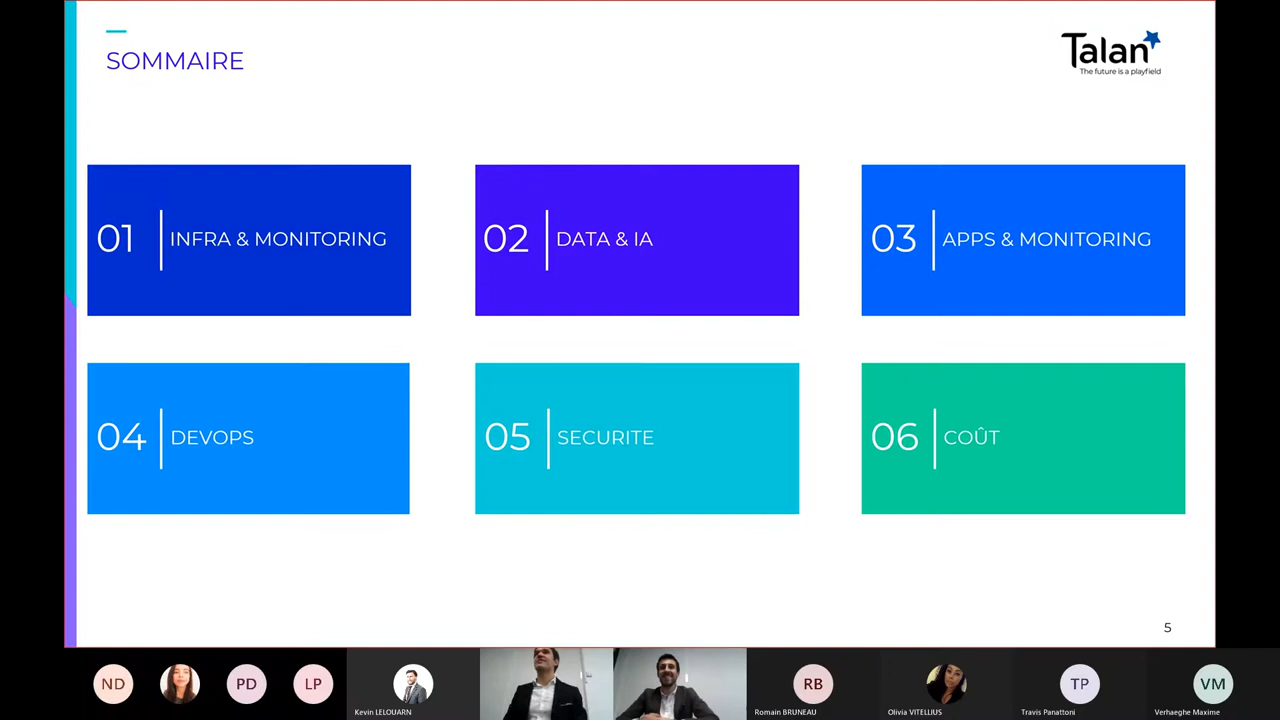 SOMMAIRE
Talan
The future is a playfield
01 INFRA & MONITORING
02 DATA & IA
03 APPS & MONITORING
04 DEVOPS
05 SECURITE
06 COÛT
5
ND
PD
LP
RB
TP
VM
Kevin LELOUARN
Romain BRUNEAU
Olivia VITELLIUS
Travis Panattoni
Verhaeghe Maxime